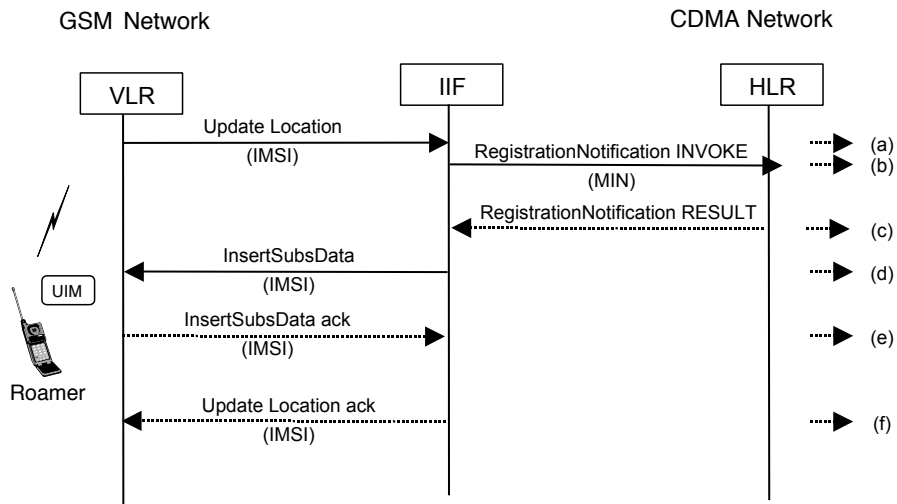 GSM Network
CDMA Network
VLR
IIF
HLR
Update Location
(IMSI)
(a)
RegistrationNotification INVOKE
(MIN)
(b)
RegistrationNotification RESULT
(c)
InsertSubsData
(IMSI)
(d)
UIM
InsertSubsData ack
(IMSI)
(e)
Roamer
Update Location ack
(IMSI)
(f)